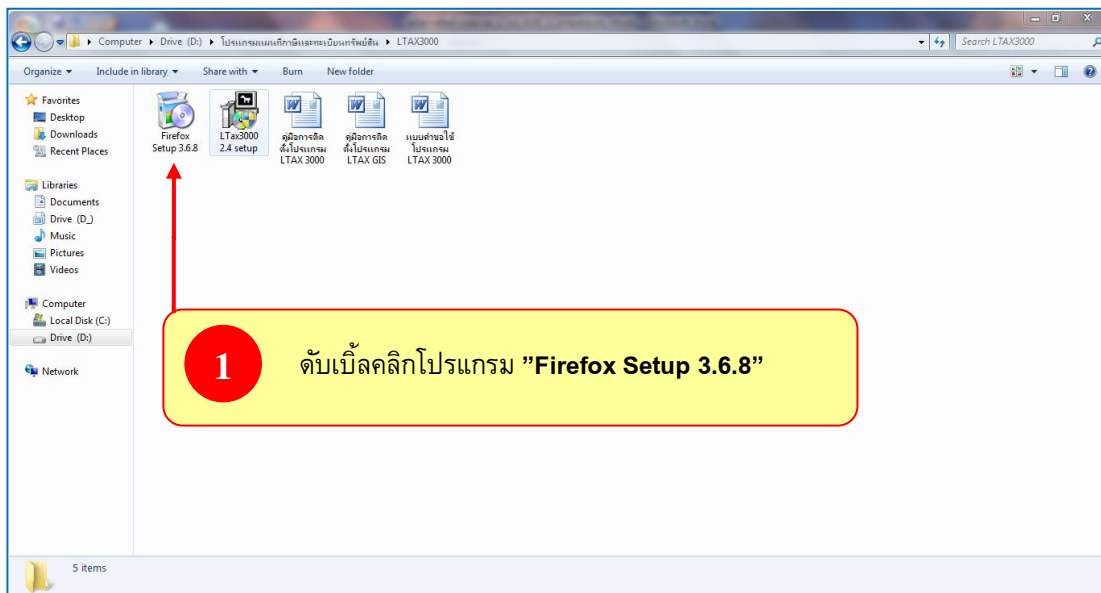 Computer ▸ Drive (D:) ▸ โปรแกรมแผนที่ภาษีและทะเบียนทรัพย์สิน ▸ LTAX3000
Search LTAX3000
Organize Include in library Share with Burn New folder
Favorites
Desktop
Downloads
Recent Places
Libraries
Documents
Drive (D_)
Music
Pictures
Videos
Computer
Local Disk (C:)
Drive (D:)
Network
Firefox
Setup 3.6.8
LTax3000
2.4 setup
คู่มือการติด
ตั้งโปรแกรม
LTAX 3000
คู่มือการติด
ตั้งโปรแกรม
LTAX GIS
แบบคำขอใช้
โปรแกรม
LTAX 3000
1
ดับเบิ้ลคลิกโปรแกรม ”Firefox Setup 3.6.8”
5 items